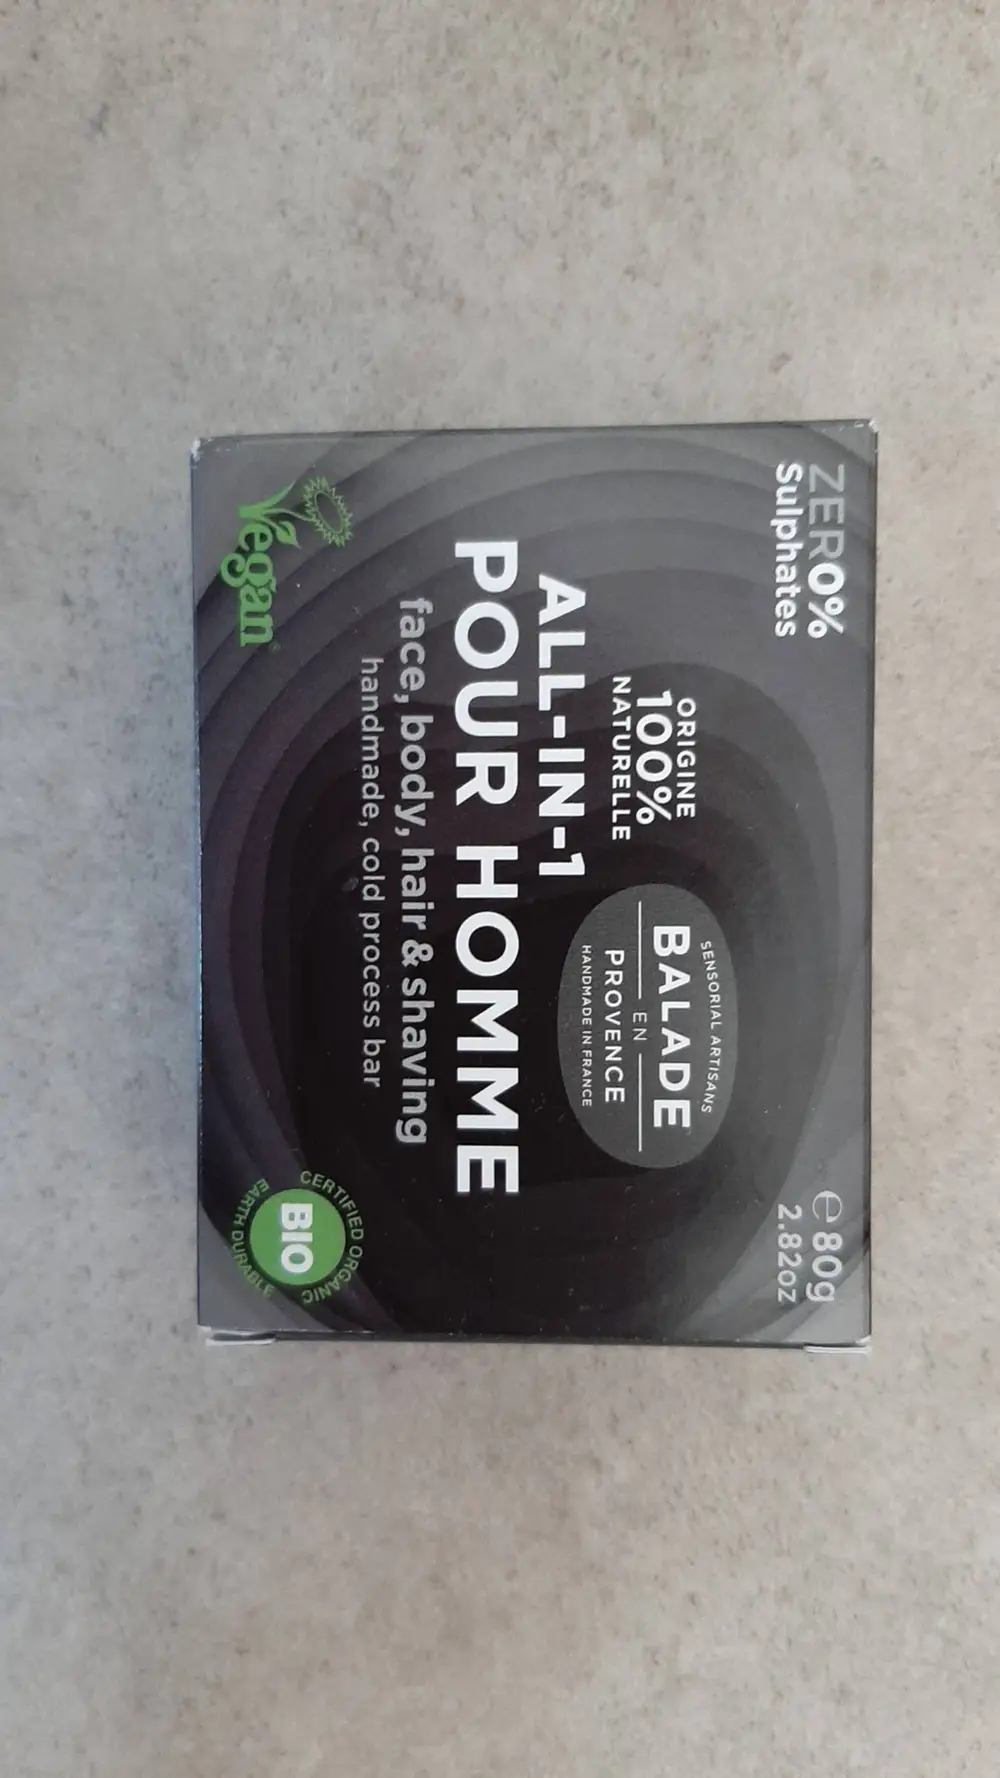 ZERO%
Sulphates
℮80g
2.82oz
ORIGINE
100%
NATURELLE
SENSORIAL ARTISANS
BALADE
EN
PROVENCE
HANDMADE IN FRANCE
ALL-IN-1
POUR HOMME
face, body, hair & shaving
handmade, cold process bar
Vegan
CERTIFIED ORGANIC
BIO
EARTH DURABLE